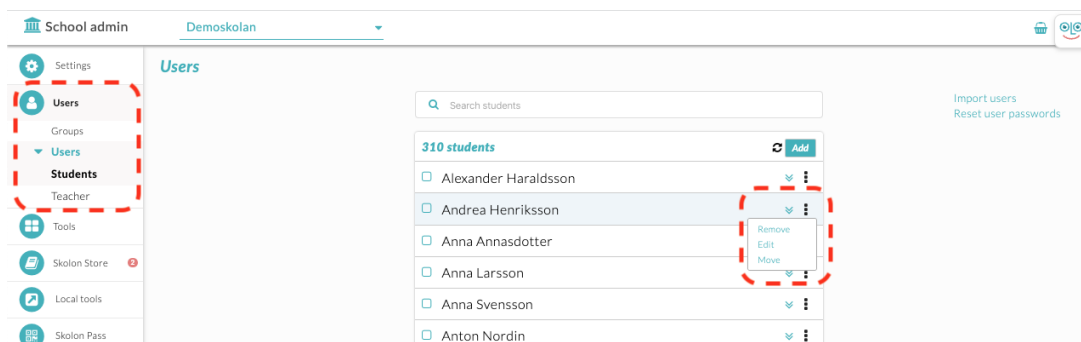 School admin
Demoskolan
Settings
Users
Groups
Users
Students
Teacher
Tools
Skolon Store 2
Local tools
Skolon Pass
Users
Search students
Import users
Reset user passwords
310 students
Add
Alexander Haraldsson
Andrea Henriksson
Remove
Edit
Move
Anna Annasdotter
Anna Larsson
Anna Svensson
Anton Nordin